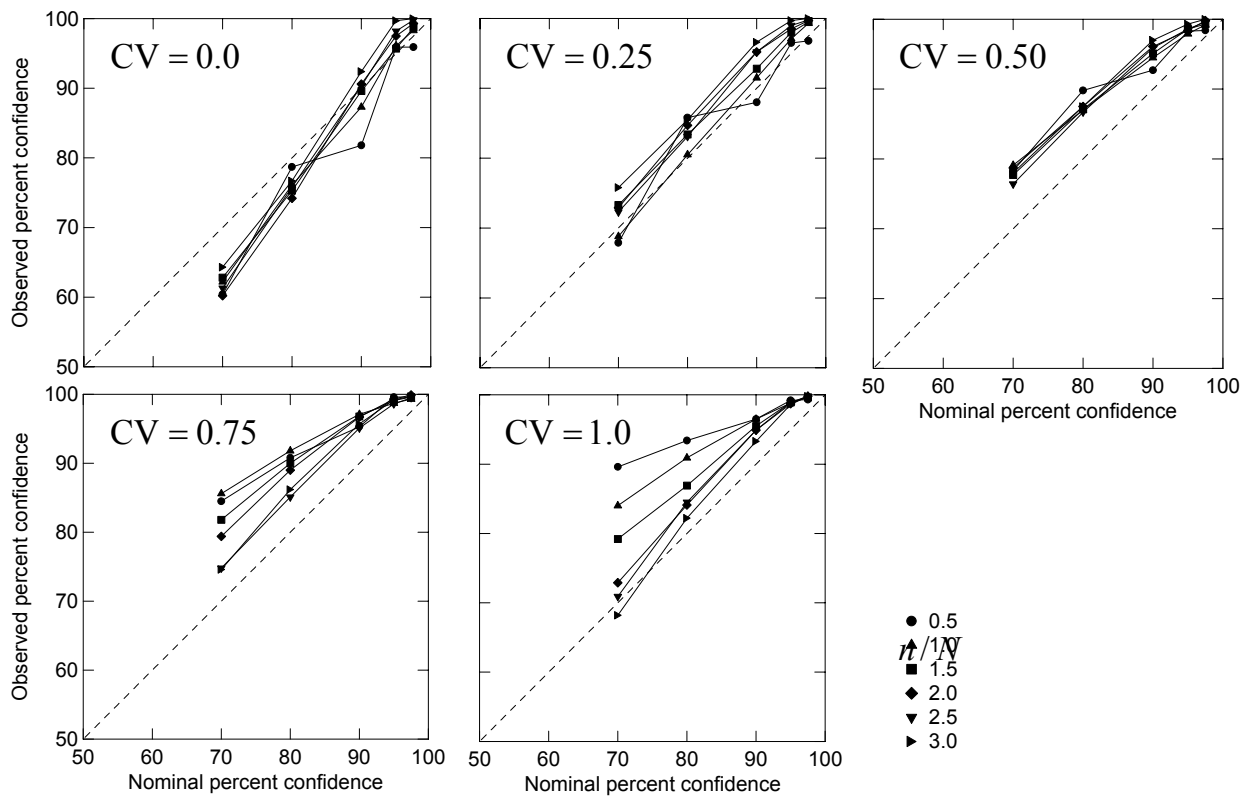 CV = 0.0
CV = 0.25
CV = 0.50
Observed percent confidence
100
90
80
70
60
50
50 60 70 80 90 100
Nominal percent confidence
CV = 0.75
CV = 1.0
Observed percent confidence
100
90
80
70
60
50
50 60 70 80 90 100
Nominal percent confidence
50 60 70 80 90 100
Nominal percent confidence
n/N
0.5
1.0
1.5
2.0
2.5
3.0